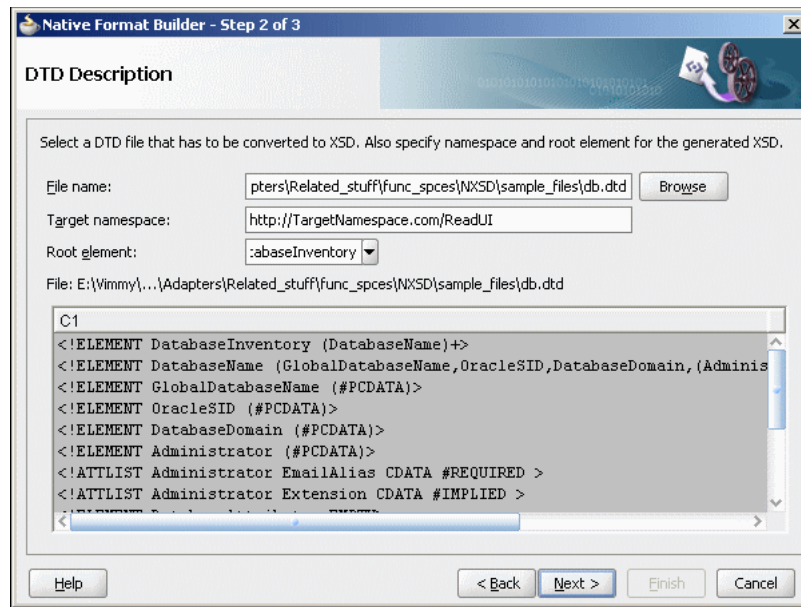 Native Format Builder - Step 2 of 3
DTD Description
Select a DTD file that has to be converted to XSD. Also specify namespace and root element for the generated XSD.
File name: pters\Related_stuff\func_spces\NXSD\sample_files\db.dtd Browse
Target namespace: http://TargetNamespace.com/ReadUI
Root element: :abaseInventory
File: E:\Vimmy\...\Adapters\Related_stuff\func_spces\NXSD\sample_files\db.dtd
C1
<!ELEMENT DatabaseInventory (DatabaseName)+>
<!ELEMENT DatabaseName (GlobalDatabaseName,OracleSID,DatabaseDomain,(Adminis
<!ELEMENT GlobalDatabaseName (#PCDATA)>
<!ELEMENT OracleSID (#PCDATA)>
<!ELEMENT DatabaseDomain (#PCDATA)>
<!ELEMENT Administrator (#PCDATA)>
<!ATTLIST Administrator EmailAlias CDATA #REQUIRED >
<!ATTLIST Administrator Extension CDATA #IMPLIED >
Help < Back Next > Finish Cancel